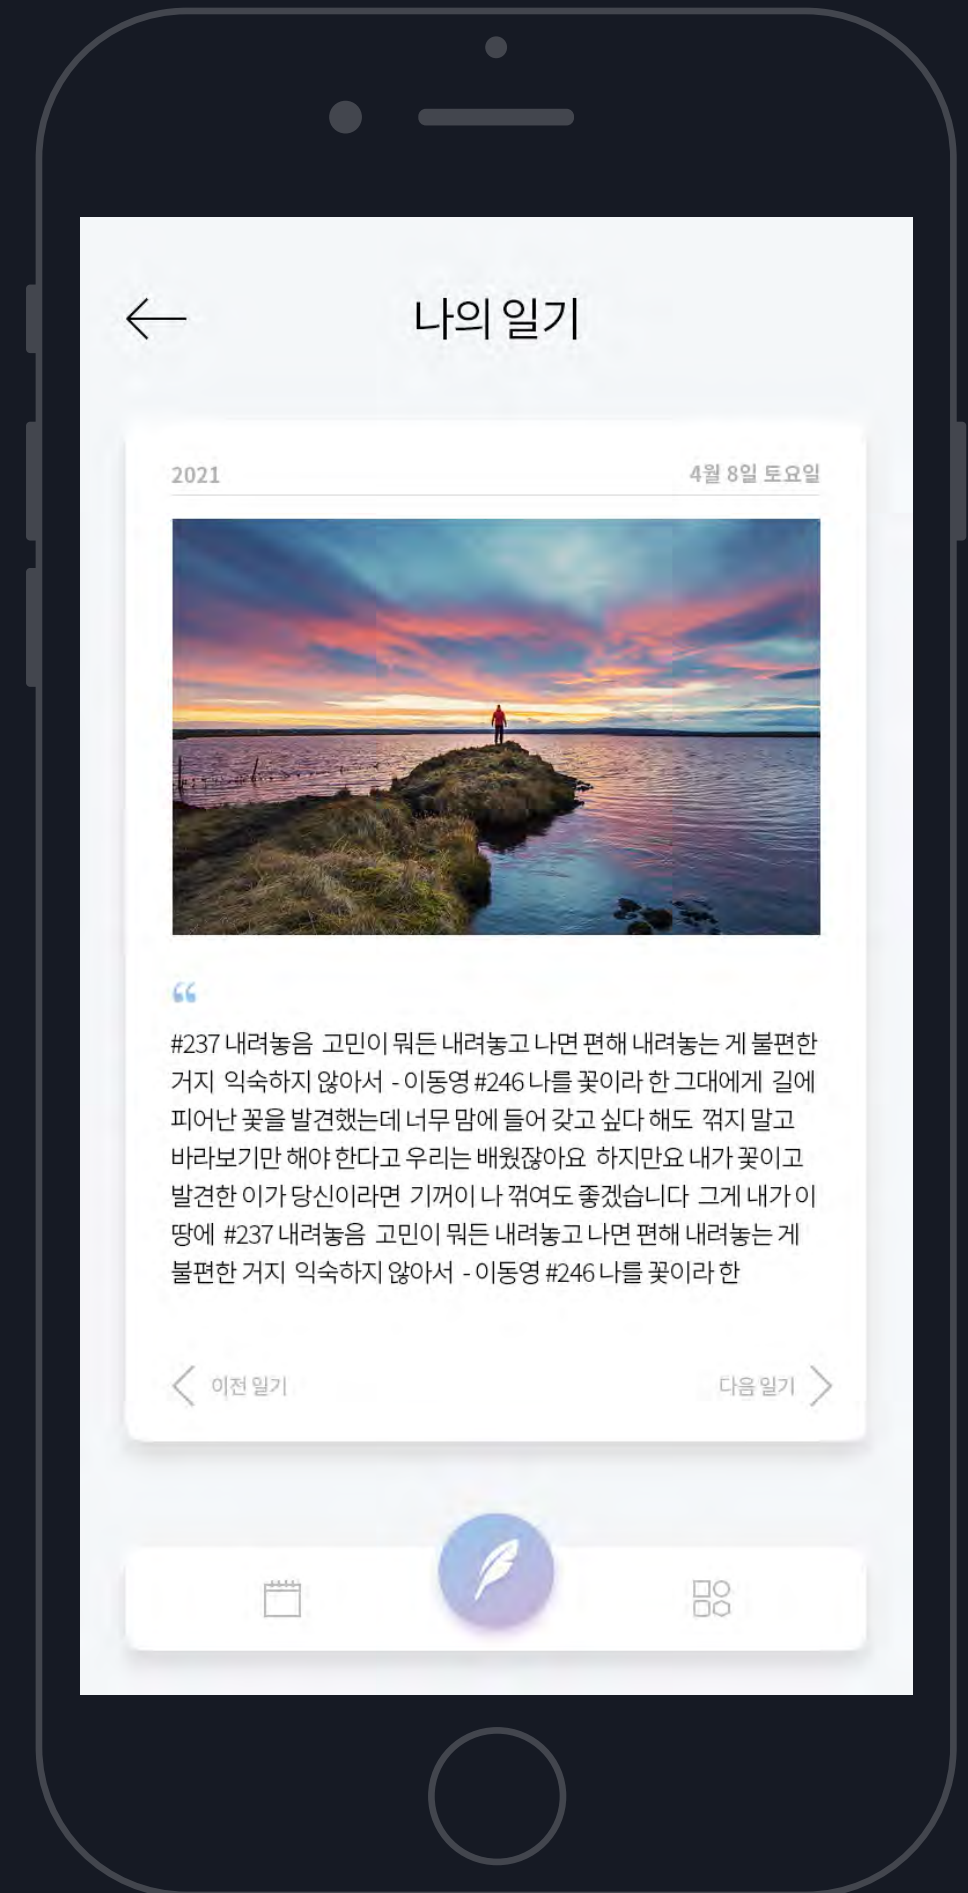 나의 일기
2021 4월 8일 토요일
“
#237 내려놓음 고민이 뭐든 내려놓고 나면 편해 내려놓는 게 불편한
거지 익숙하지 않아서 - 이동영 #246 나를 꽃이라 한 그대에게 길에
피어난 꽃을 발견했는데 너무 맘에 들어 갖고 싶다 해도 꺾지 말고
바라보기만 해야 한다고 우리는 배웠잖아요 하지만요 내가 꽃이고
발견한 이가 당신이라면 기꺼이 나 꺾여도 좋겠습니다 그게 내가 이
땅에 #237 내려놓음 고민이 뭐든 내려놓고 나면 편해 내려놓는 게
불편한 거지 익숙하지 않아서 - 이동영 #246 나를 꽃이라 한
이전 일기 다음 일기